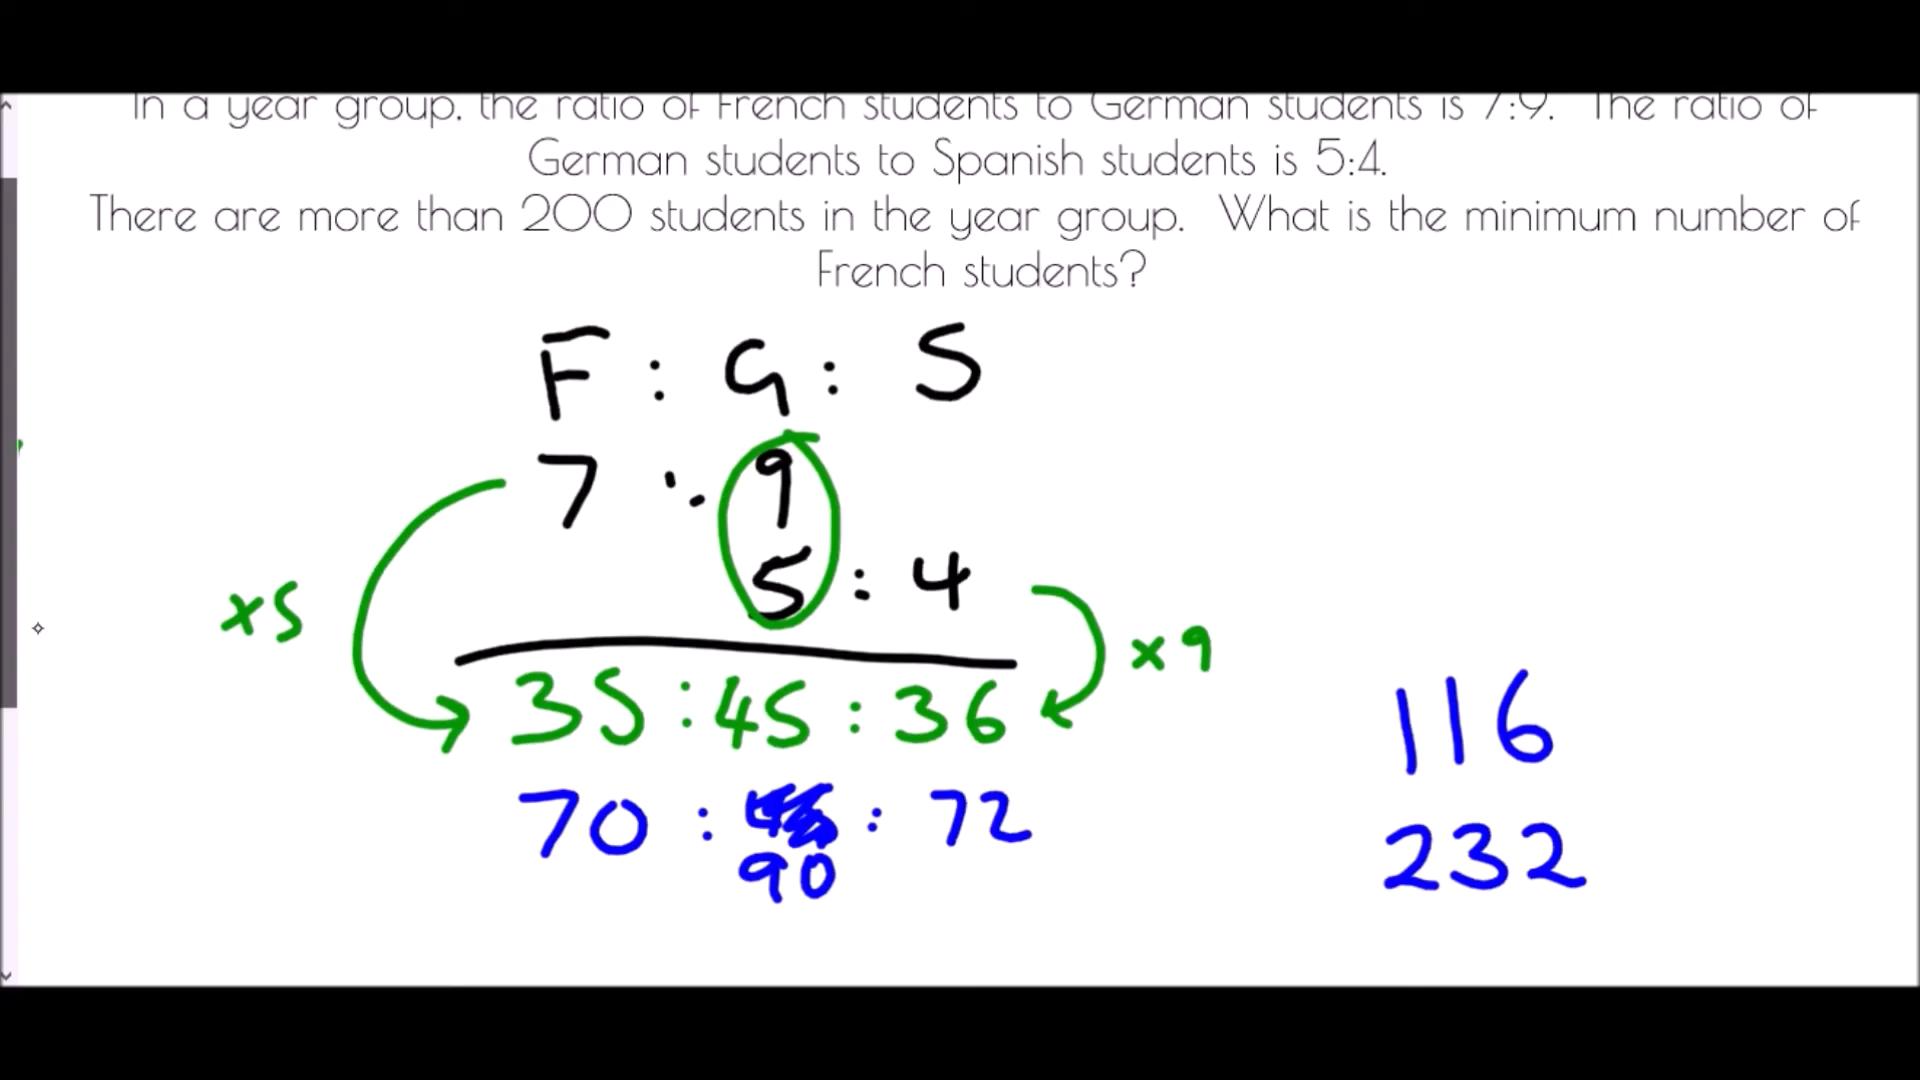 In a year group, the ratio of French students to German students is 7:9. The ratio of
German students to Spanish students is 5:4.
There are more than 200 students in the year group. What is the minimum number of
French students?
F : G : S
7 : 9
5 : 4
x5
x9
35 : 45 : 36
116
70 : : 72
90
232